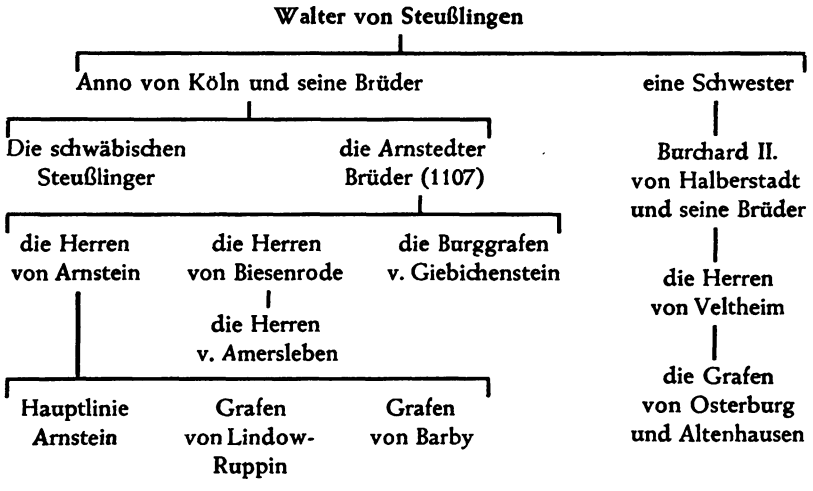 Walter von Steußlingen
Anno von Köln und seine Brüder
eine Schwester
Die schwäbischen
Steußlinger
die Arnstedter
Brüder (1107)
Burchard II.
von Halberstadt
und seine Brüder
die Herren
von Arnstein
die Herren
von Biesenrode
die Burggrafen
v. Giebichenstein
die Herren
von Veltheim
die Herren
v. Amersleben
Hauptlinie
Arnstein
Grafen
von Lindow-
Ruppin
Grafen
von Barby
die Grafen
von Osterburg
und Altenhausen